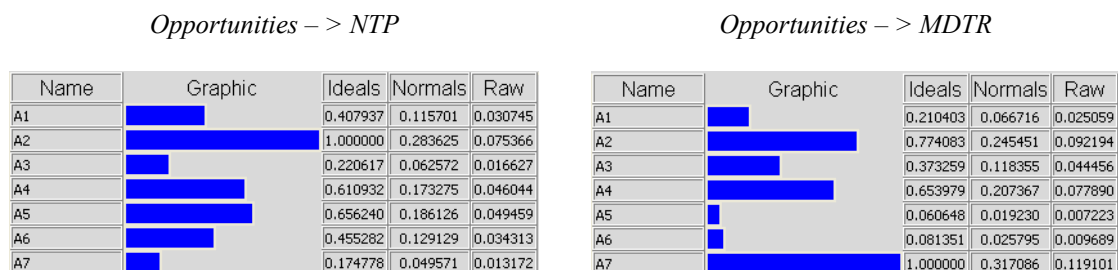 Opportunities – > NTP
Name Graphic Ideals Normals Raw
A1 0.407937 0.115701 0.030745
A2 1.000000 0.283625 0.075366
A3 0.220617 0.062572 0.016627
A4 0.610932 0.173275 0.046044
A5 0.656240 0.186126 0.049459
A6 0.455282 0.129129 0.034313
A7 0.174778 0.049571 0.013172
Opportunities – > MDTR
Name Graphic Ideals Normals Raw
A1 0.210403 0.066716 0.025059
A2 0.774083 0.245451 0.092194
A3 0.373259 0.118355 0.044456
A4 0.653979 0.207367 0.077890
A5 0.060648 0.019230 0.007223
A6 0.081351 0.025795 0.009689
A7 1.000000 0.317086 0.119101